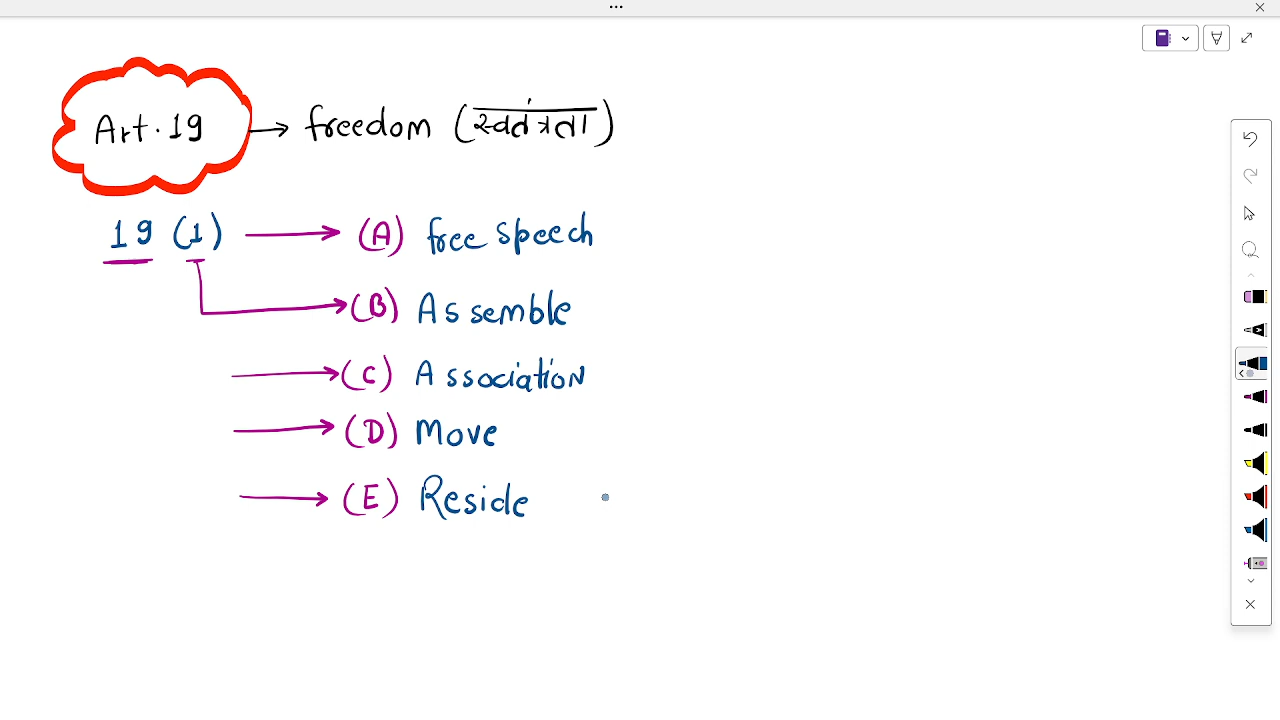 Art. 19 → freedom (स्वतंत्रता)
19 (1) → (A) free speech
(B) Assemble
(C) Association
(D) Move
(E) Reside